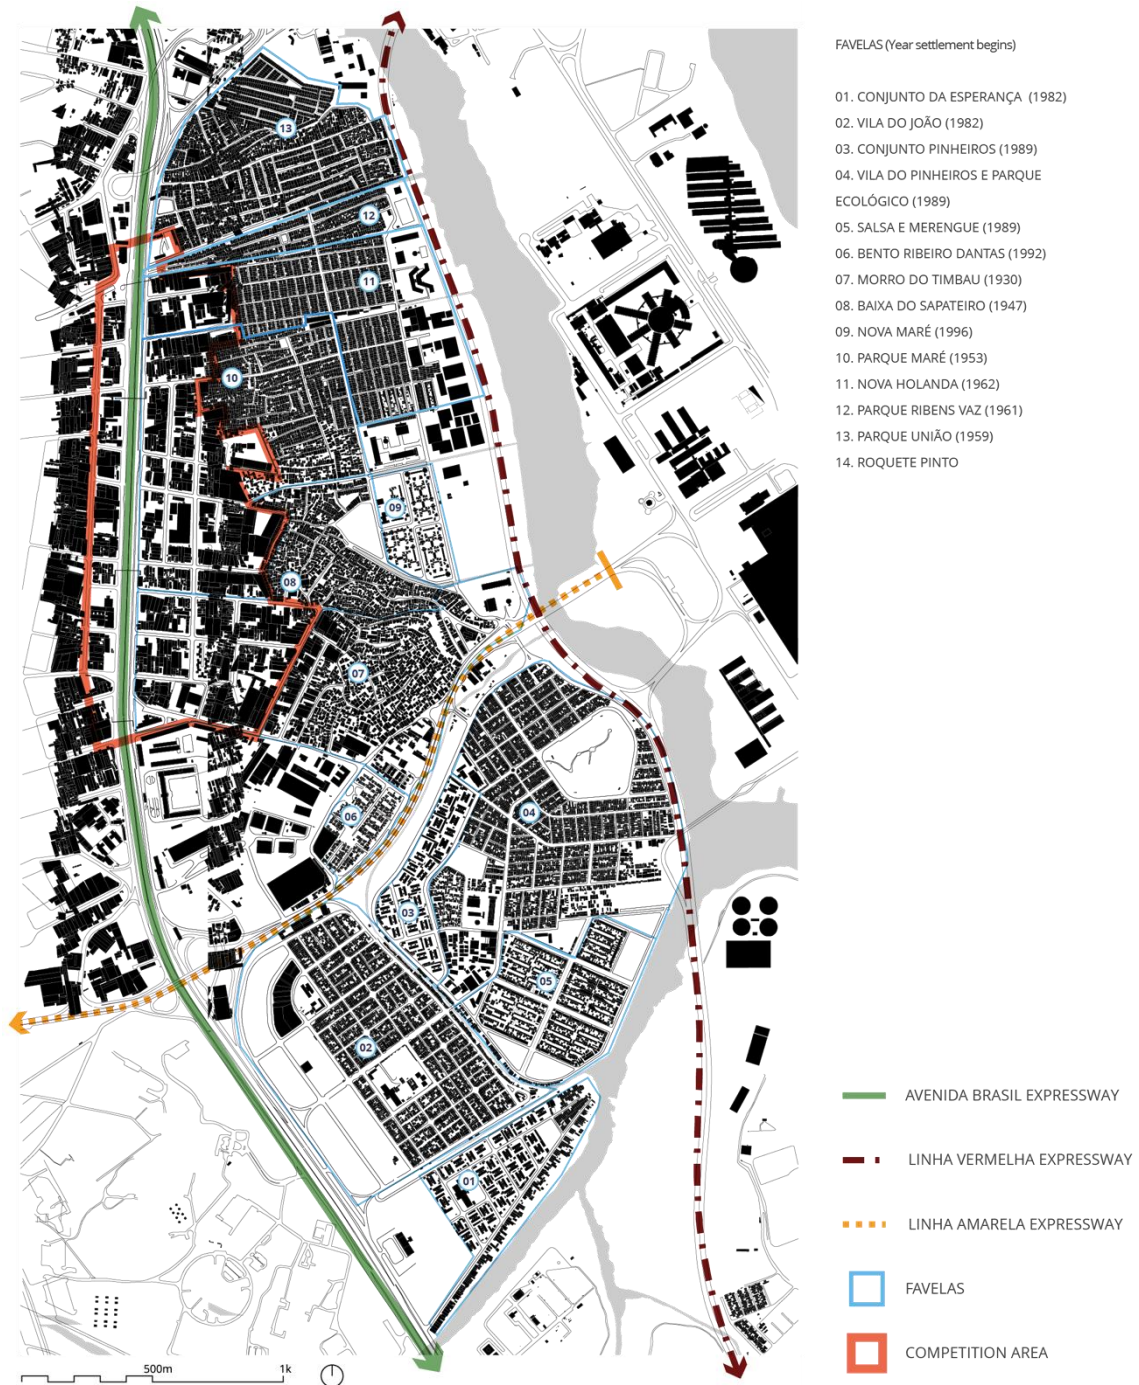 FAVELAS (Year settlement begins)
01. CONJUNTO DA ESPERANÇA (1982)
02. VILA DO JOÃO (1982)
03. CONJUNTO PINHEIROS (1989)
04. VILA DO PINHEIROS E PARQUE
ECOLÓGICO (1989)
05. SALSA E MERENGUE (1989)
06. BENTO RIBEIRO DANTAS (1992)
07. MORRO DO TIMBAU (1930)
08. BAIXA DO SAPATEIRO (1947)
09. NOVA MARÉ (1996)
10. PARQUE MARÉ (1953)
11. NOVA HOLANDA (1962)
12. PARQUE RIBENS VAZ (1961)
13. PARQUE UNIÃO (1959)
14. ROQUETE PINTO
13
12
11
10
09
08
07
04
06
03
05
02
01
AVENIDA BRASIL EXPRESSWAY
LINHA VERMELHA EXPRESSWAY
LINHA AMARELA EXPRESSWAY
FAVELAS
COMPETITION AREA
500m
1k